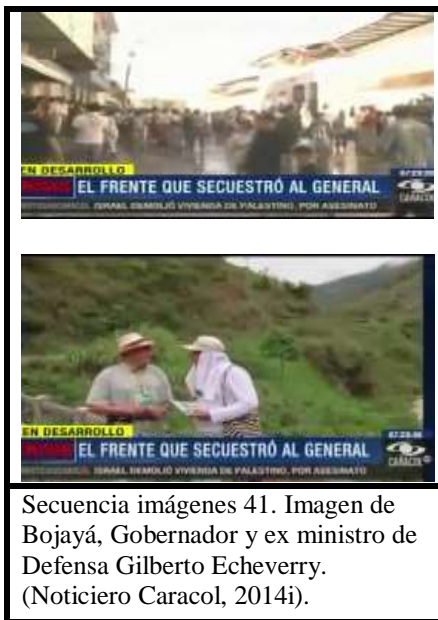 EN DESARROLLO
EL FRENTE QUE SECUESTRÓ AL GENERAL
ISRAEL DEMOLIÓ VIVIENDA DE PALESTINO, POR ASESINATO
CARACOL
EN DESARROLLO
EL FRENTE QUE SECUESTRÓ AL GENERAL
ISRAEL DEMOLIÓ VIVIENDA DE PALESTINO, POR ASESINATO
CARACOL
Secuencia imágenes 41. Imagen de
Bojayá, Gobernador y ex ministro de
Defensa Gilberto Echeverry.
(Noticiero Caracol, 2014i).